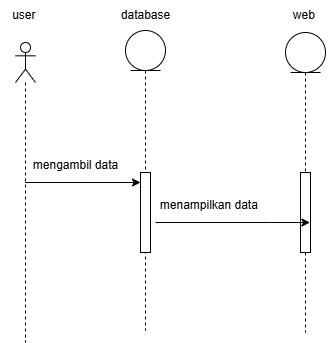 user
database
web
mengambil data
menampilkan data